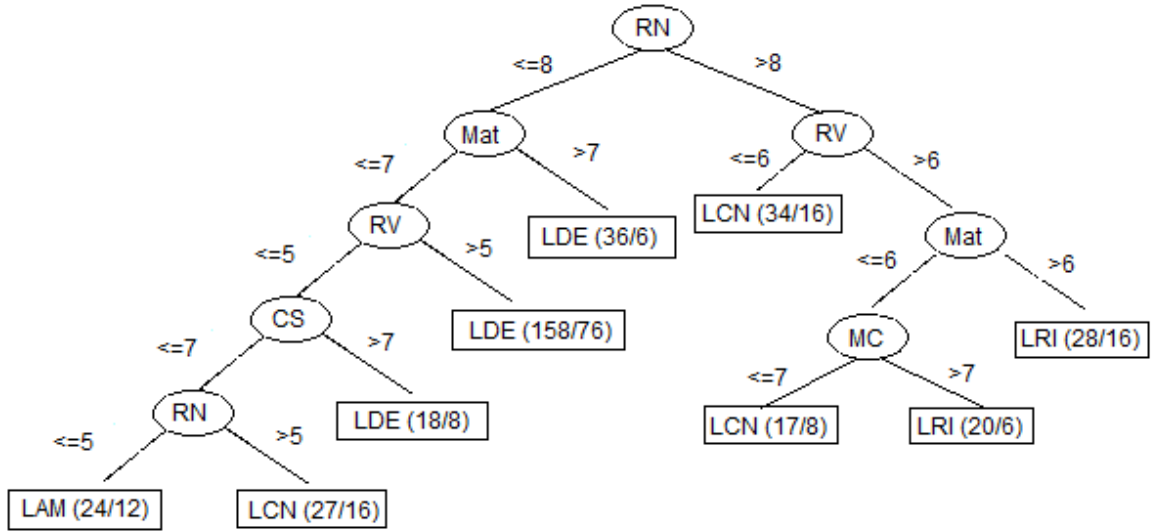 RN
<=8
>8
Mat
RV
<=7
>7
<=6
>6
RV
LDE (36/6)
LCN (34/16)
Mat
<=5
>5
<=6
>6
CS
LDE (158/76)
MC
LRI (28/16)
<=7
>7
<=7
>7
RN
LDE (18/8)
LCN (17/8)
LRI (20/6)
<=5
>5
LAM (24/12)
LCN (27/16)